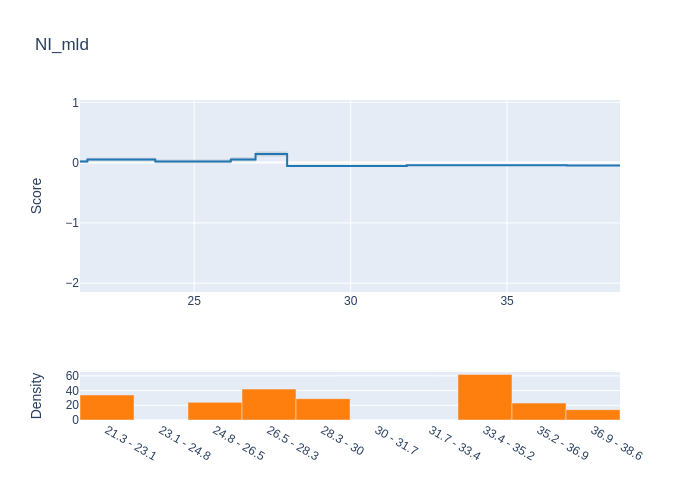 NI_mld
1
0
−1
−2
Score
25 30 35
60
40
20
0
Density
21.3 - 23.1
23.1 - 24.8
24.8 - 26.5
26.5 - 28.3
28.3 - 30
30 - 31.7
31.7 - 33.4
33.4 - 35.2
35.2 - 36.9
36.9 - 38.6